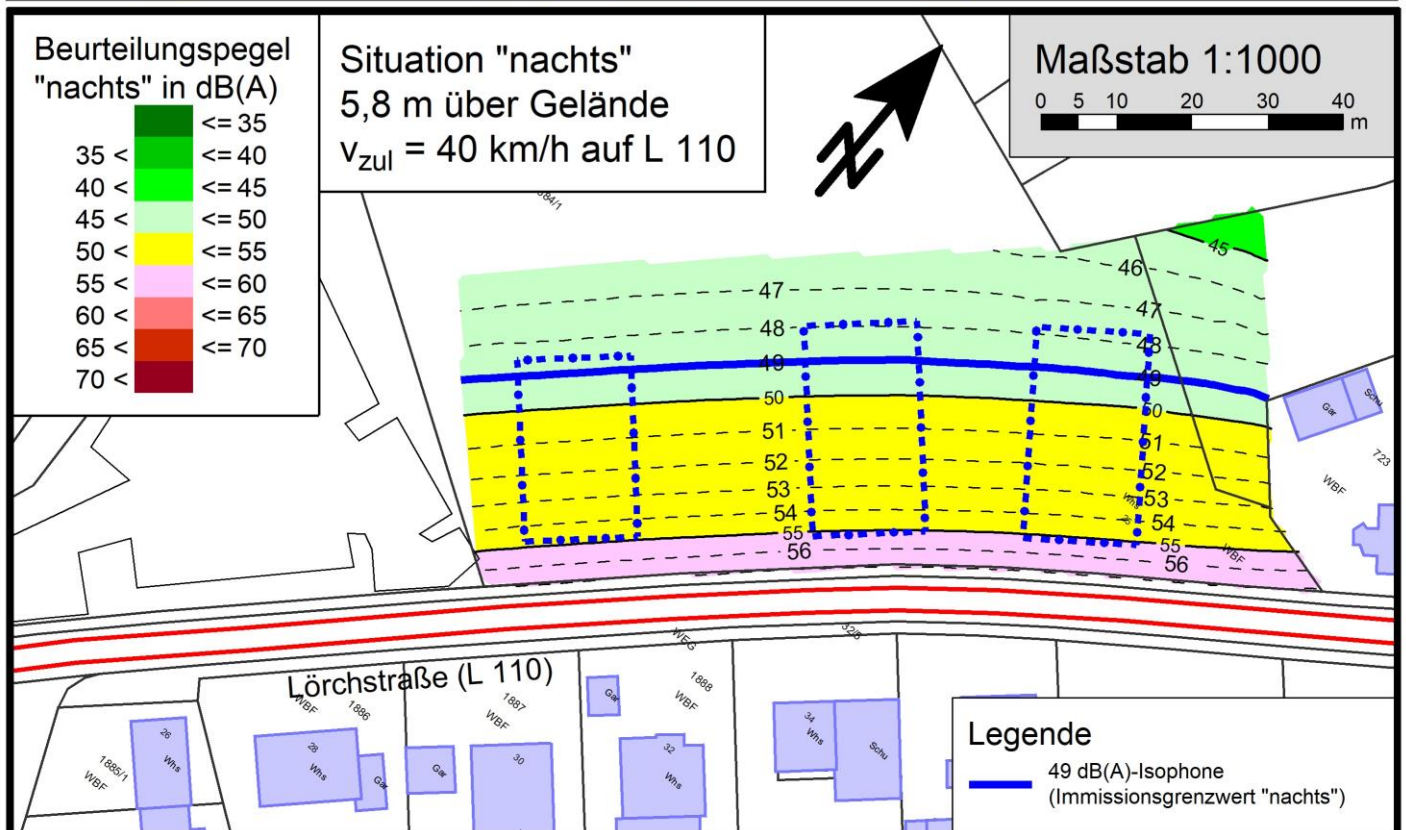 Beurteilungspegel
"nachts" in dB(A)
<= 35
35 < <= 40
40 < <= 45
45 < <= 50
50 < <= 55
55 < <= 60
60 < <= 65
65 < <= 70
70 <
Situation "nachts"
5,8 m über Gelände
vzul = 40 km/h auf L 110
Maßstab 1:1000
0 5 10 20 30 40
m
45
46
47
47
48
48
49
49
50
50
51
51
52
52
53
53
54
54
55
55
56
56
Whs
WBF
Gar
Schu
723
WBF
Lörchstraße (L 110)
WEG
32/5
1885/1
WBF
26
Whs
WBF
1886
28
Whs
Gar
1887
WBF
Gar
30
Gar
1888
WBF
32
Whs
34
Whs
Schu
Legende
49 dB(A)-Isophone
(Immissionsgrenzwert "nachts")